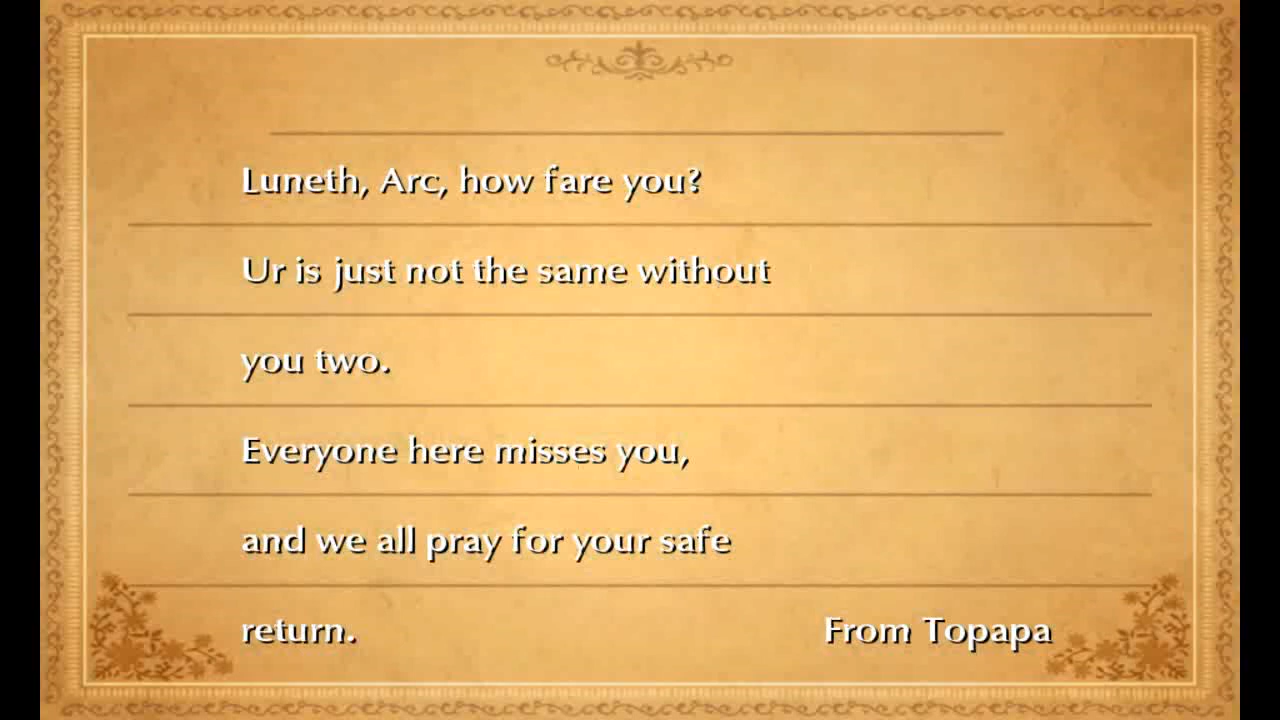 Luneth, Arc, how fare you?
Ur is just not the same without
you two.
Everyone here misses you,
and we all pray for your safe
return. From Topapa